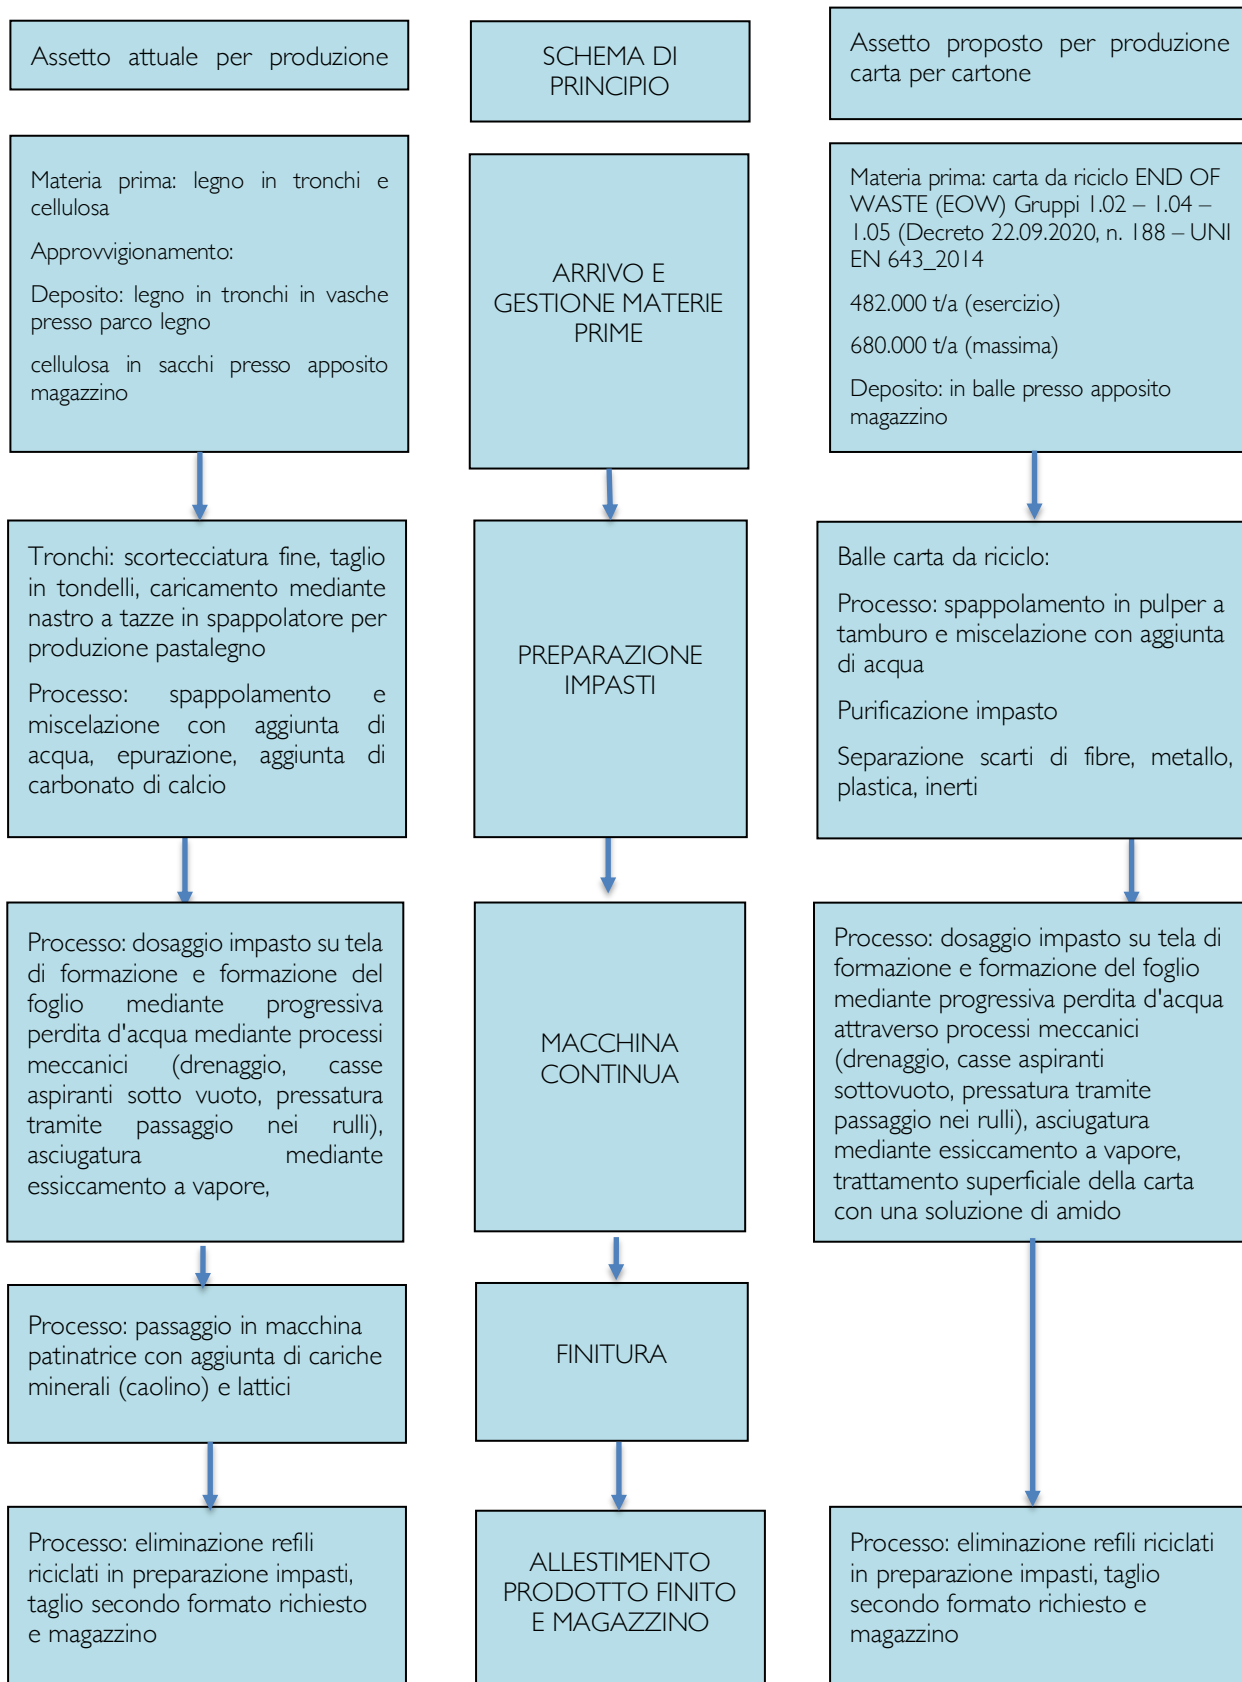 Assetto attuale per produzione
SCHEMA DI
PRINCIPIO
Assetto proposto per produzione
carta per cartone
Materia prima: legno in tronchi e
cellulosa
Approvvigionamento:
Deposito: legno in tronchi in vasche
presso parco legno
cellulosa in sacchi presso apposito
magazzino
ARRIVO E
GESTIONE MATERIE
PRIME
Materia prima: carta da riciclo END OF
WASTE (EOW) Gruppi 1.02 – 1.04 –
1.05 (Decreto 22.09.2020, n. 188 – UNI
EN 643_2014
482.000 t/a (esercizio)
680.000 t/a (massima)
Deposito: in balle presso apposito
magazzino
Tronchi: scortecciatura fine, taglio
in tondelli, caricamento mediante
nastro a tazze in spappolatore per
produzione pastalegno
Processo: spappolamento e
miscelazione con aggiunta di
acqua, epurazione, aggiunta di
carbonato di calcio
PREPARAZIONE
IMPASTI
Balle carta da riciclo:
Processo: spappolamento in pulper a
tamburo e miscelazione con aggiunta
di acqua
Purificazione impasto
Separazione scarti di fibre, metallo,
plastica, inerti
Processo: dosaggio impasto su tela
di formazione e formazione del
foglio mediante progressiva
perdita d'acqua mediante processi
meccanici (drenaggio, casse
aspiranti sotto vuoto, pressatura
tramite passaggio nei rulli),
asciugatura mediante
essiccamento a vapore,
MACCHINA
CONTINUA
Processo: dosaggio impasto su tela di
formazione e formazione del foglio
mediante progressiva perdita d'acqua
attraverso processi meccanici
(drenaggio, casse aspiranti
sottovuoto, pressatura tramite
passaggio nei rulli), asciugatura
mediante essiccamento a vapore,
trattamento superficiale della carta
con una soluzione di amido
Processo: passaggio in macchina
patinatrice con aggiunta di cariche
minerali (caolino) e lattici
FINITURA
Processo: eliminazione refili
riciclati in preparazione impasti,
taglio secondo formato richiesto
e magazzino
ALLESTIMENTO
PRODOTTO FINITO
E MAGAZZINO
Processo: eliminazione refili riciclati
in preparazione impasti, taglio
secondo formato richiesto e
magazzino